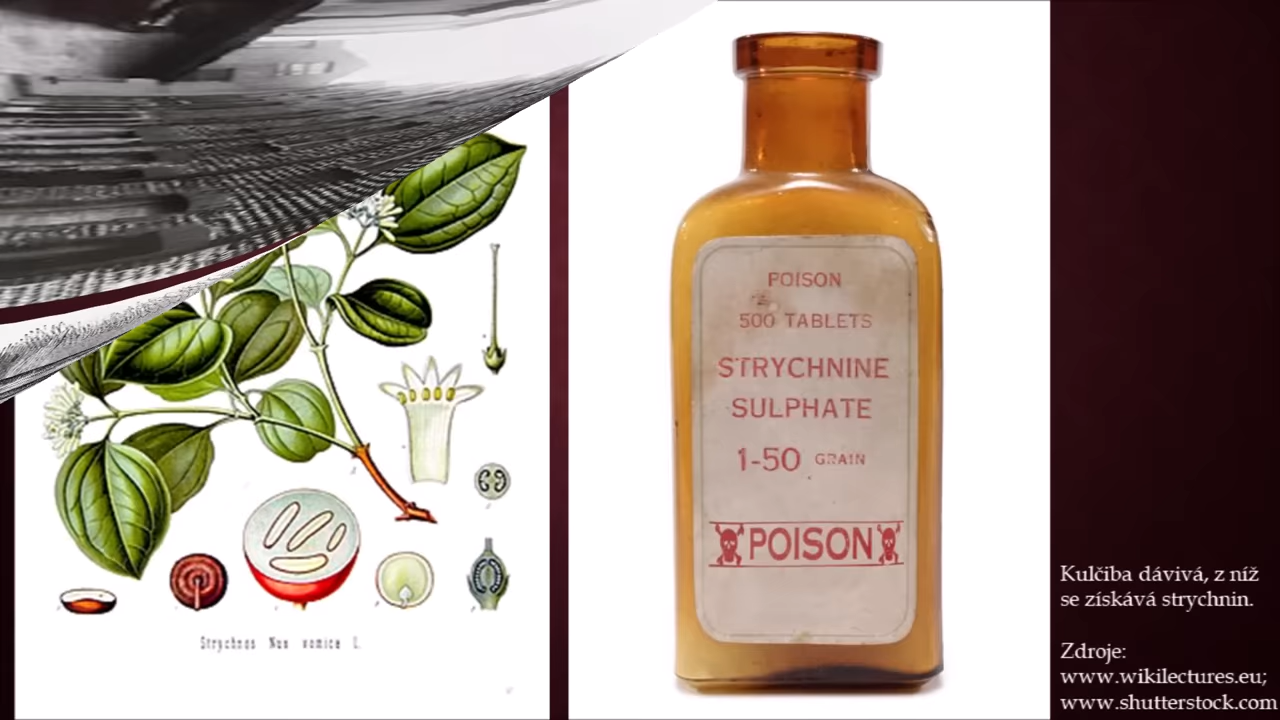 Strychnos Nux vomica L.
POISON
500 TABLETS
STRYCHNINE
SULPHATE
1-50 GRAIN
POISON
Kulčiba dávivá, z níž
se získává strychnin.
Zdroje:
www.wikilectures.eu;
www.shutterstock.com